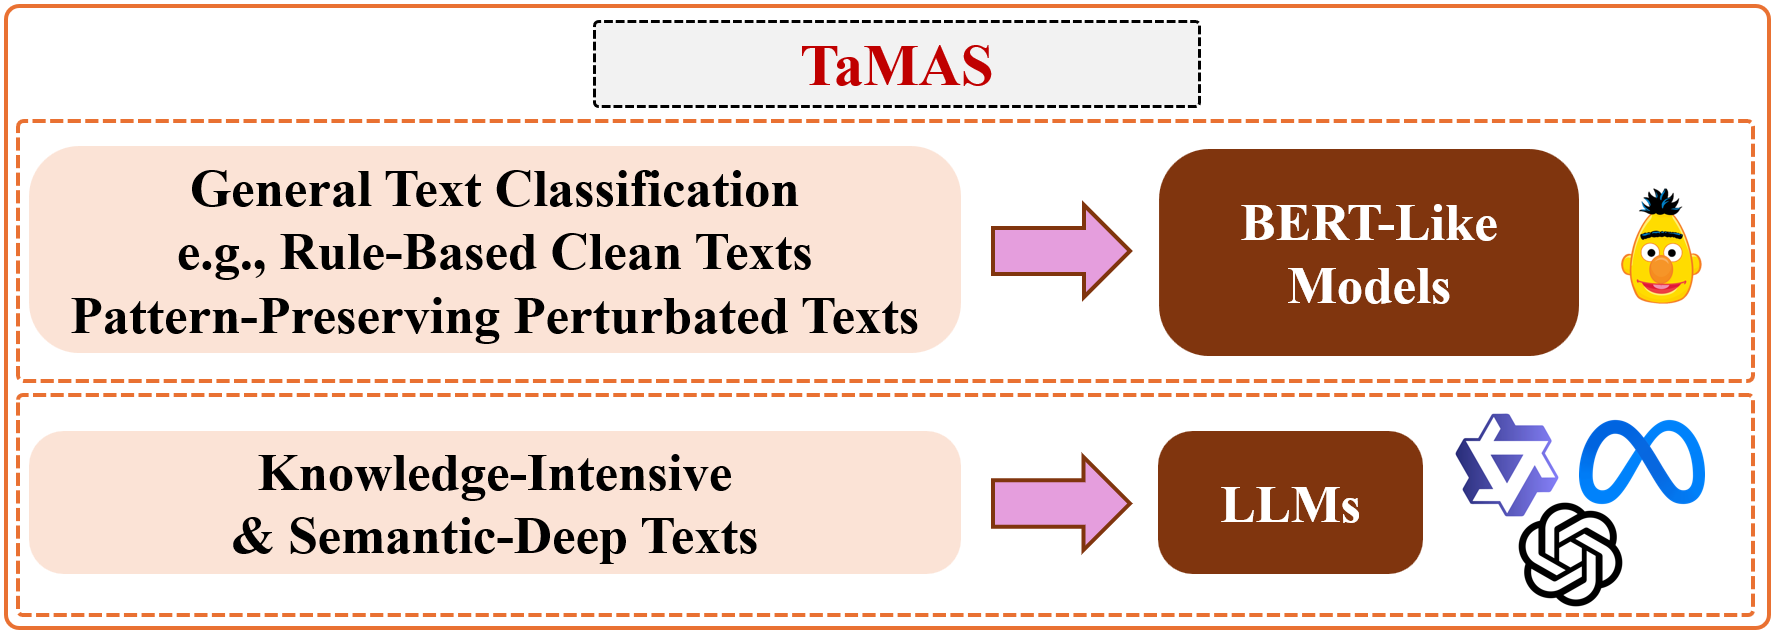 TaMAS
General Text Classification
e.g., Rule-Based Clean Texts
Pattern-Preserving Perturbated Texts
BERT-Like
Models
Knowledge-Intensive
& Semantic-Deep Texts
LLMs